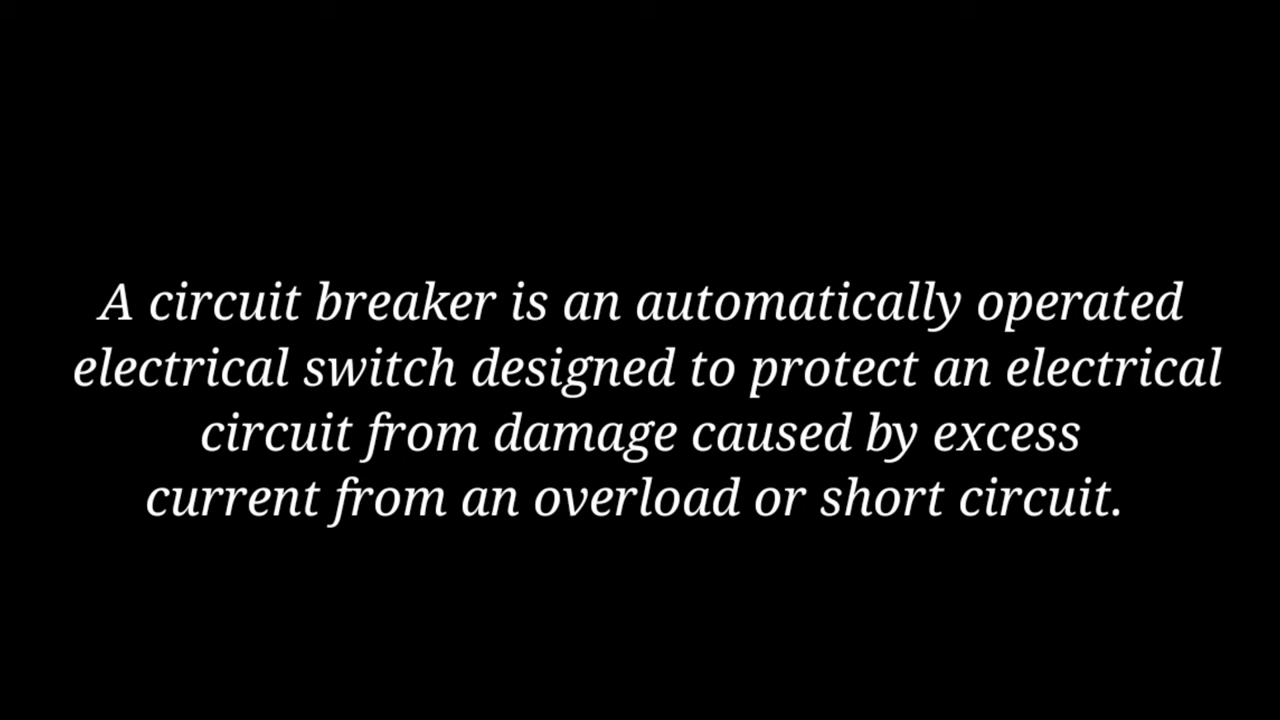 A circuit breaker is an automatically operated
electrical switch designed to protect an electrical
circuit from damage caused by excess
current from an overload or short circuit.